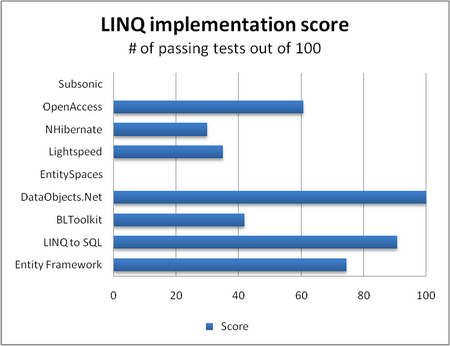 LINQ implementation score
# of passing tests out of 100
Subsonic
OpenAccess
NHibernate
Lightspeed
EntitySpaces
DataObjects.Net
BLToolkit
LINQ to SQL
Entity Framework
0 20 40 60 80 100
Score